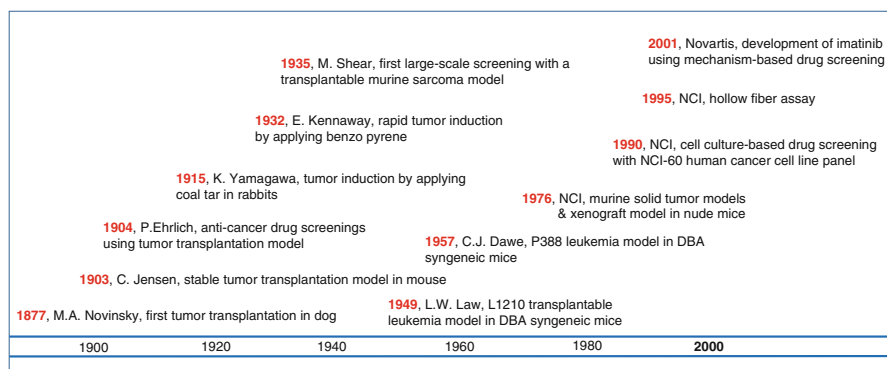 2001, Novartis, development of imatinib
using mechanism-based drug screening
1935, M. Shear, first large-scale screening with a
transplantable murine sarcoma model
1995, NCI, hollow fiber assay
1932, E. Kennaway, rapid tumor induction
by applying benzo pyrene
1990, NCI, cell culture-based drug screening
with NCI-60 human cancer cell line panel
1915, K. Yamagawa, tumor induction by applying
coal tar in rabbits
1976, NCI, murine solid tumor models
& xenograft model in nude mice
1904, P.Ehrlich, anti-cancer drug screenings
using tumor transplantation model
1957, C.J. Dawe, P388 leukemia model in DBA
syngeneic mice
1903, C. Jensen, stable tumor transplantation model in mouse
1949, L.W. Law, L1210 transplantable
leukemia model in DBA syngeneic mice
1877, M.A. Novinsky, first tumor transplantation in dog
1900 1920 1940 1960 1980 2000